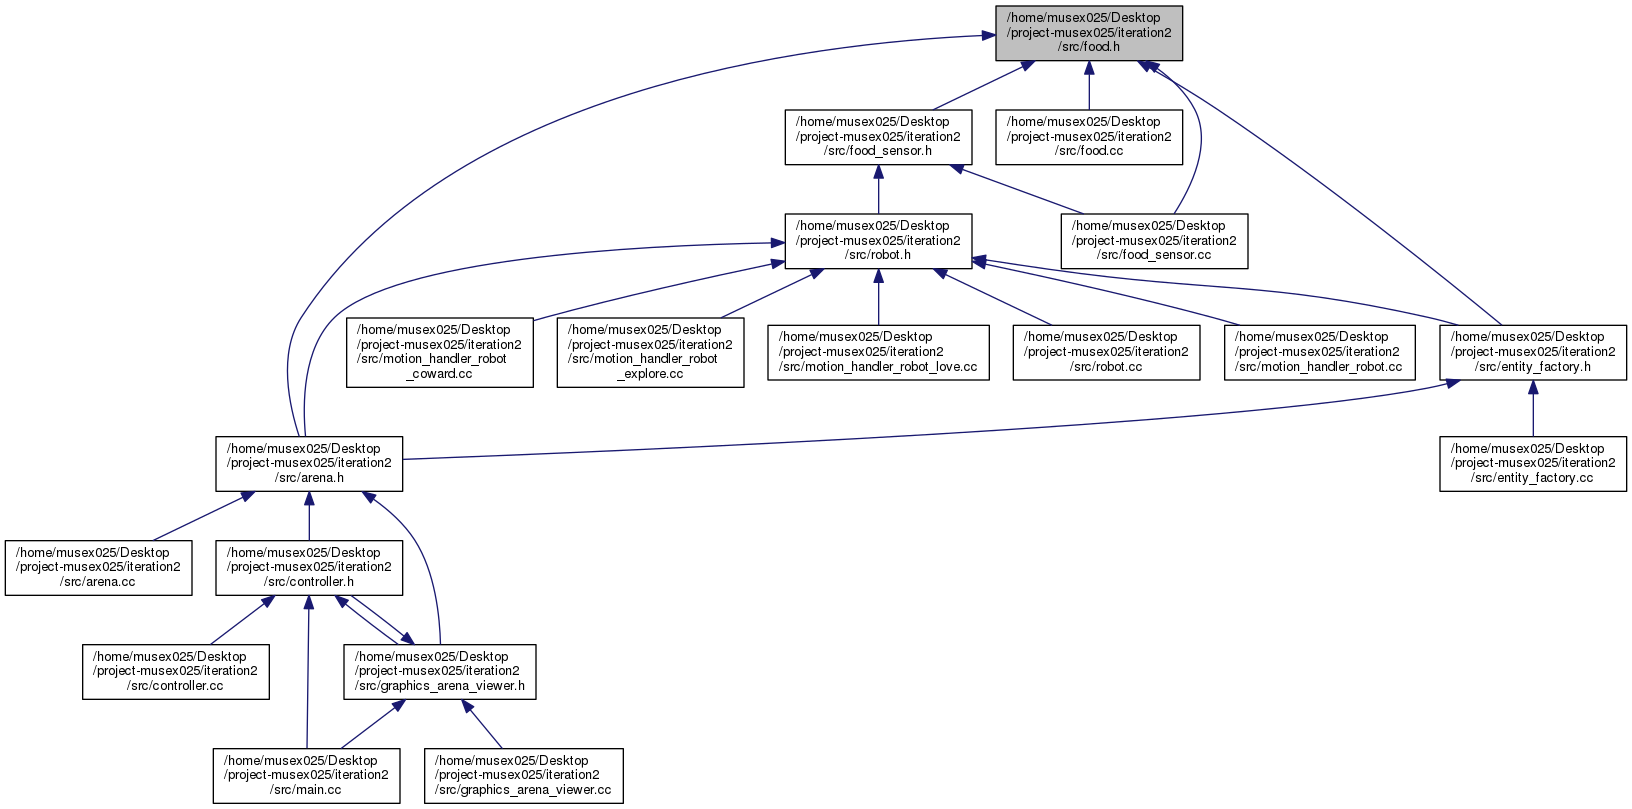 /home/musex025/Desktop
/project-musex025/iteration2
/src/food.h
/home/musex025/Desktop
/project-musex025/iteration2
/src/food_sensor.h
/home/musex025/Desktop
/project-musex025/iteration2
/src/food.cc
/home/musex025/Desktop
/project-musex025/iteration2
/src/robot.h
/home/musex025/Desktop
/project-musex025/iteration2
/src/food_sensor.cc
/home/musex025/Desktop
/project-musex025/iteration2
/src/motion_handler_robot
_coward.cc
/home/musex025/Desktop
/project-musex025/iteration2
/src/motion_handler_robot
_explore.cc
/home/musex025/Desktop
/project-musex025/iteration2
/src/motion_handler_robot_love.cc
/home/musex025/Desktop
/project-musex025/iteration2
/src/robot.cc
/home/musex025/Desktop
/project-musex025/iteration2
/src/motion_handler_robot.cc
/home/musex025/Desktop
/project-musex025/iteration2
/src/entity_factory.h
/home/musex025/Desktop
/project-musex025/iteration2
/src/arena.h
/home/musex025/Desktop
/project-musex025/iteration2
/src/entity_factory.cc
/home/musex025/Desktop
/project-musex025/iteration2
/src/arena.cc
/home/musex025/Desktop
/project-musex025/iteration2
/src/controller.h
/home/musex025/Desktop
/project-musex025/iteration2
/src/controller.cc
/home/musex025/Desktop
/project-musex025/iteration2
/src/graphics_arena_viewer.h
/home/musex025/Desktop
/project-musex025/iteration2
/src/main.cc
/home/musex025/Desktop
/project-musex025/iteration2
/src/graphics_arena_viewer.cc